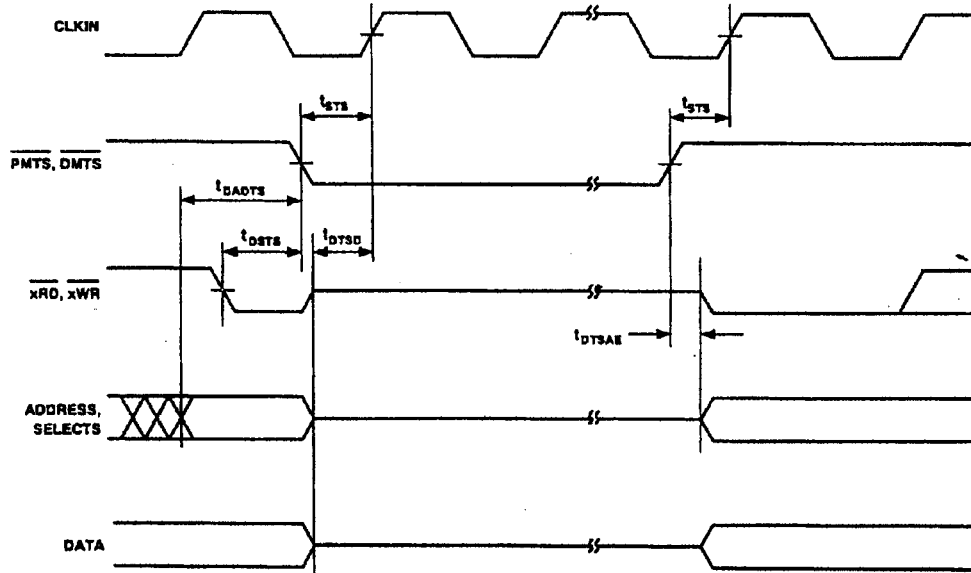 CLKIN
tSTS
tSTS
PMTS, DMTS
tDADTS
tDSTS
tDTSD
xRD, xWR
tDTSAE
ADDRESS,
SELECTS
DATA